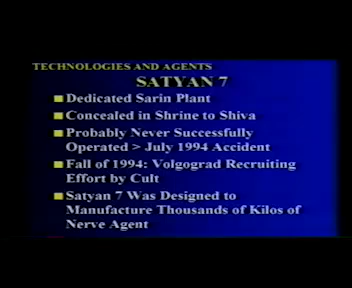 TECHNOLOGIES AND AGENTS
SATYAN 7
Dedicated Sarin Plant
Concealed in Shrine to Shiva
Probably Never Successfully
Operated > July 1994 Accident
Fall of 1994: Volgograd Recruiting
Effort by Cult
Satyan 7 Was Designed to
Manufacture Thousands of Kilos of
Nerve Agent